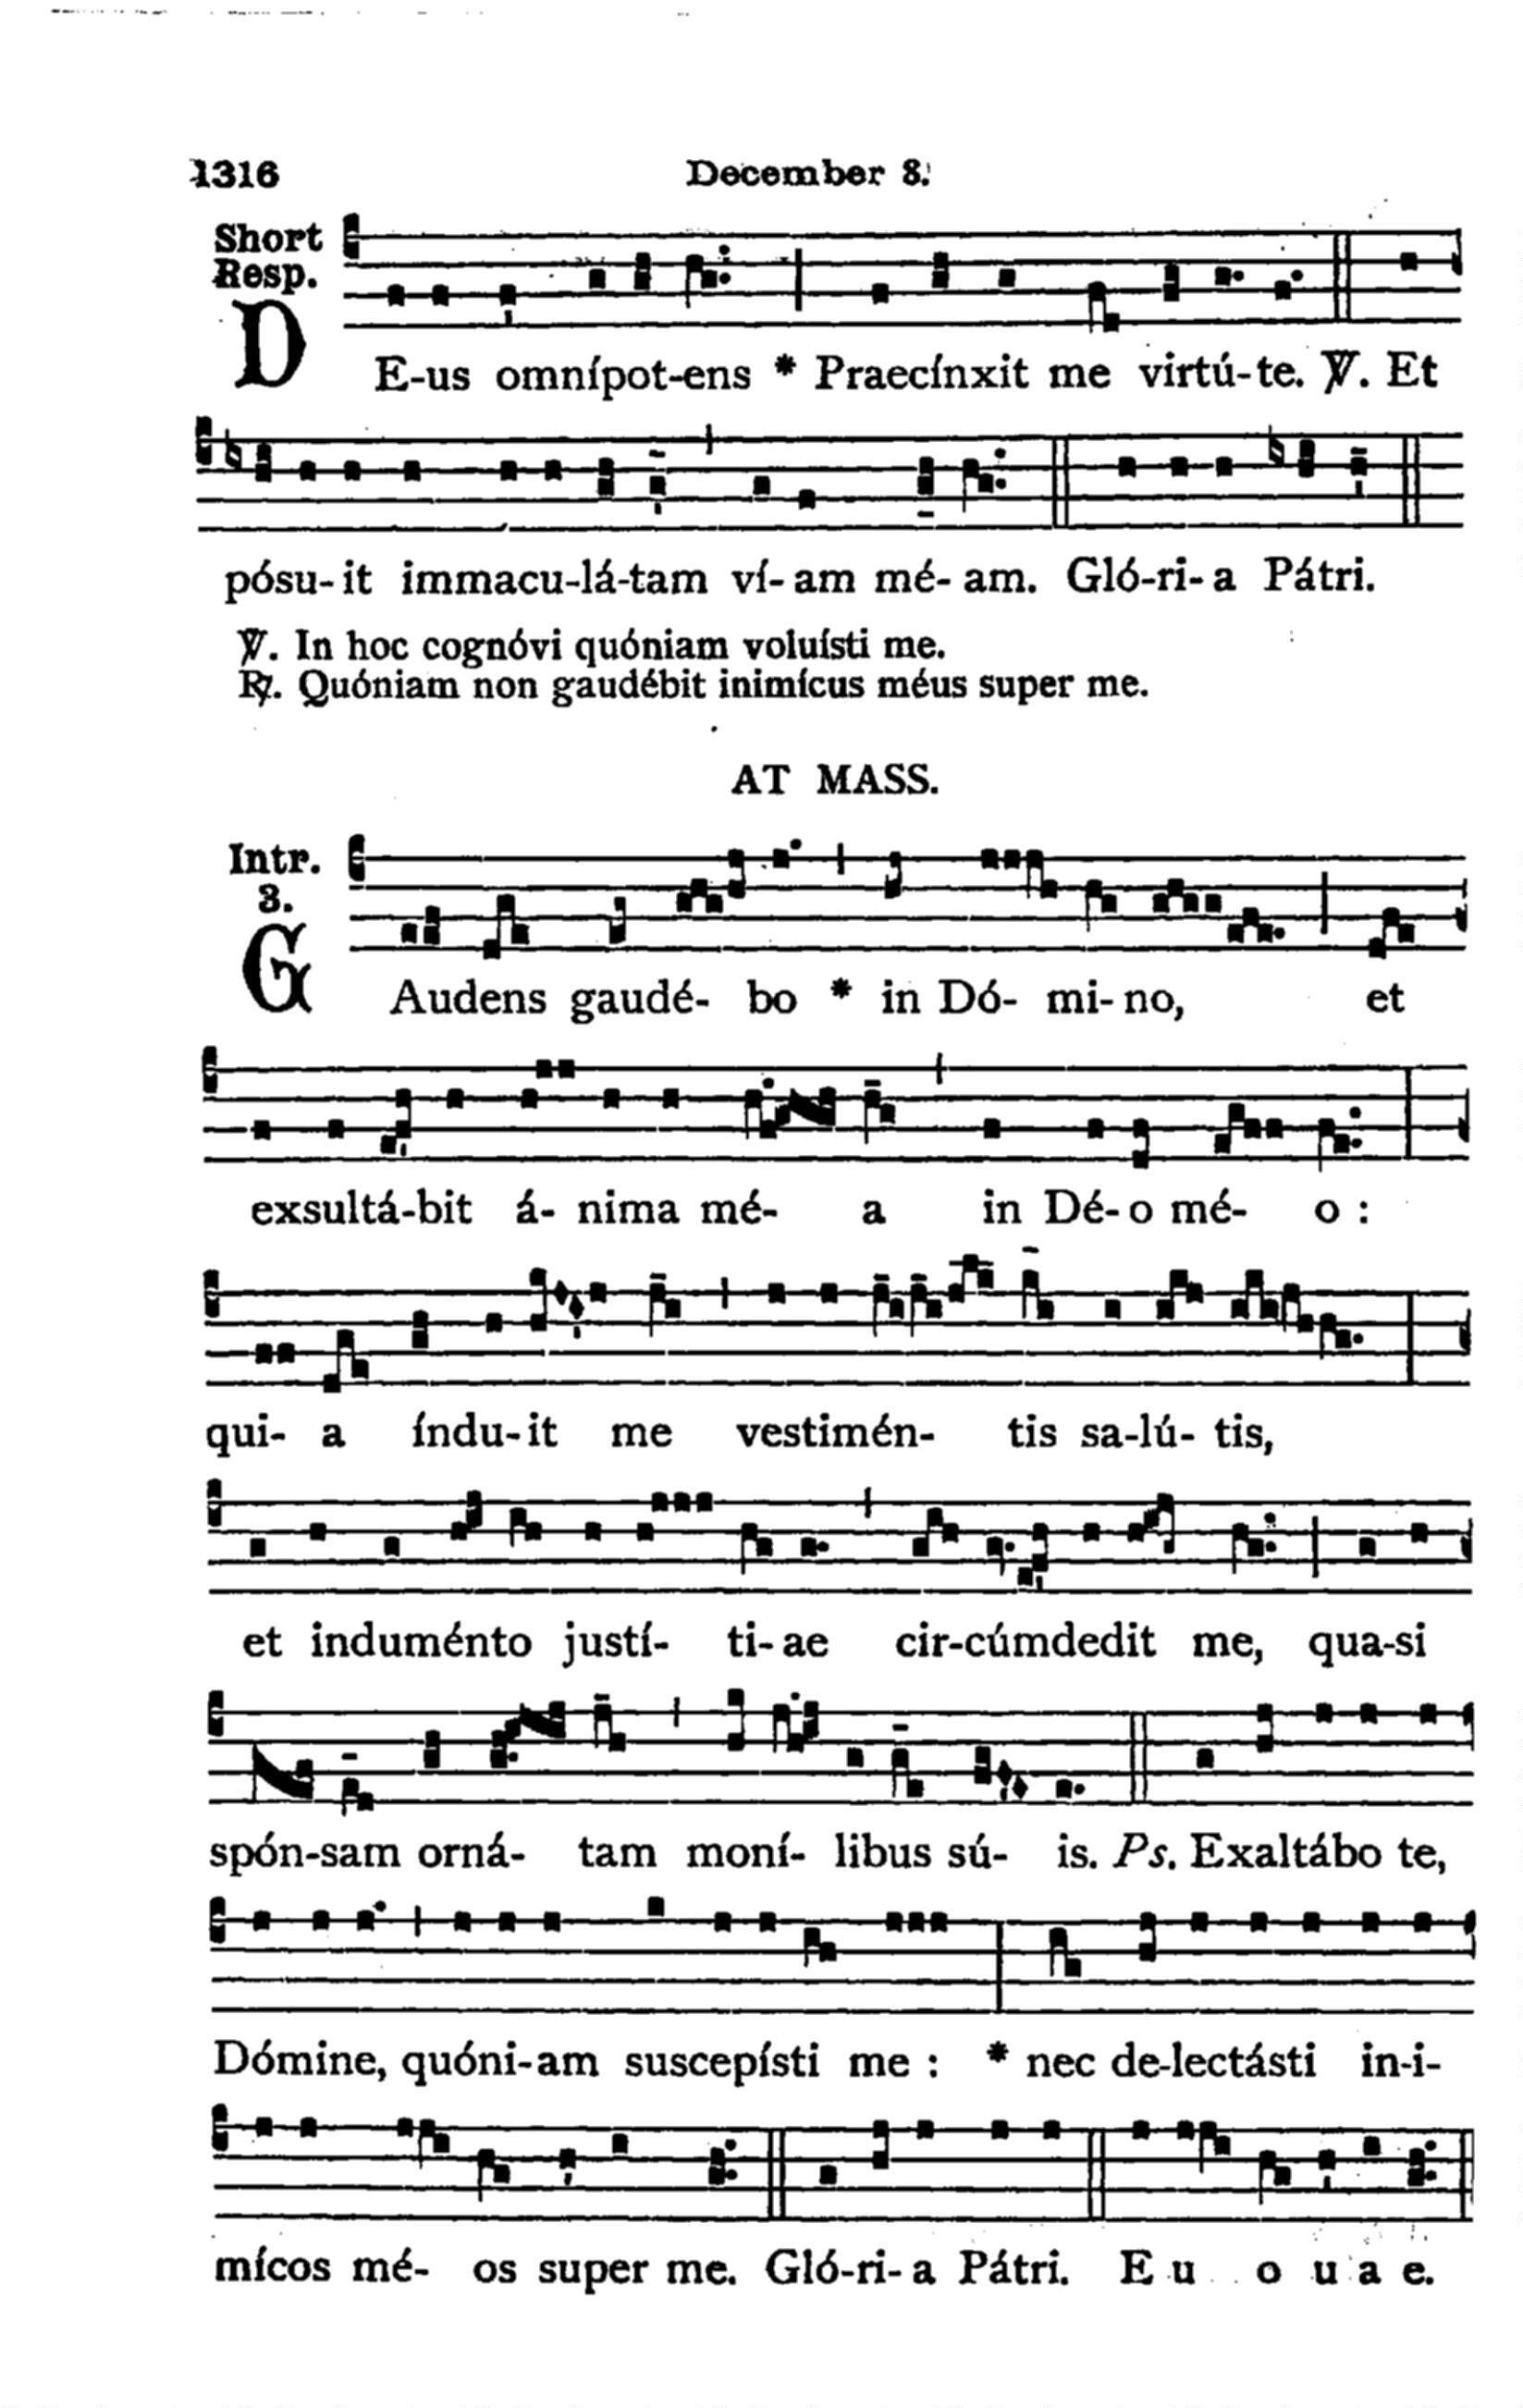 1316 December 8.
Short
Resp.
DE-us omnípot-ens * Praecínxit me virtú-te. ℣. Et
pósu-it immacu-lá-tam ví-am mé-am. Gló-ri-a Pátri.
℣. In hoc cognóvi quóniam voluísti me.
℟. Quóniam non gaudébit inimícus méus super me.
AT MASS.
Intr.
3.
GAudens gaudé- bo * in Dó- mi-no, et
exsultá-bit á- nima mé- a in Dé-o mé- o :
qui- a índu-it me vestimén- tis sa-lú- tis,
et induménto justí- ti-ae cir-cúmdedit me, qua-si
spón-sam orná- tam moní- libus sú- is. Ps. Exaltábo te,
Dómine, quóni-am suscepísti me : * nec de-lectásti in-i-
mícos mé- os super me. Gló-ri-a Pátri. E u o u a e.